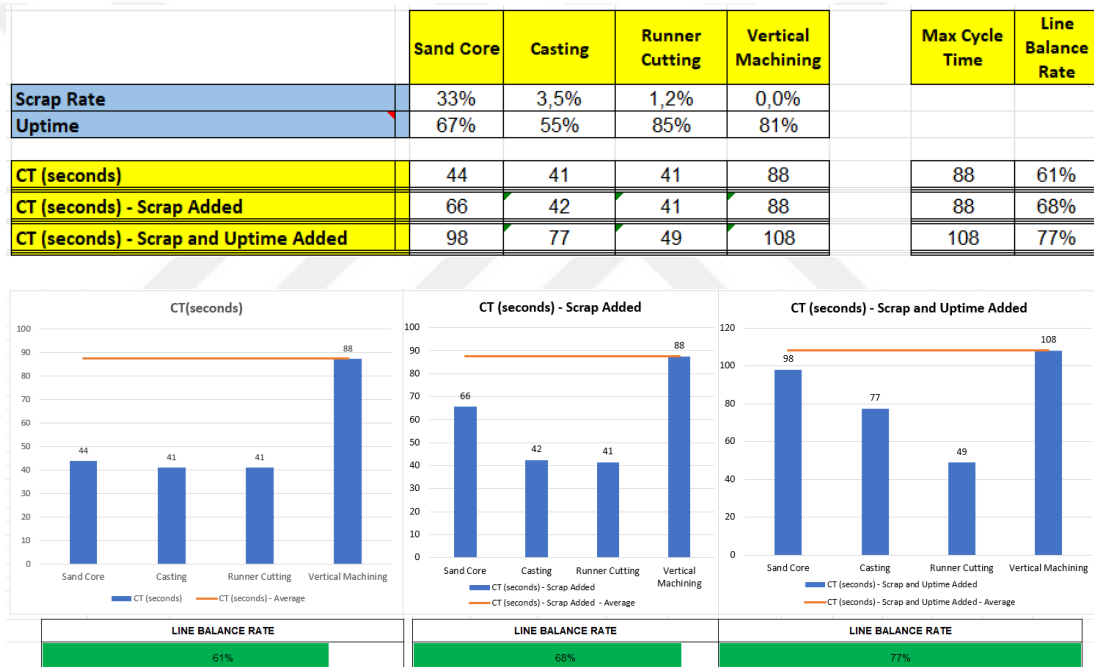 Sand Core Casting Runner Cutting Vertical Machining Max Cycle Time Line Balance Rate
Scrap Rate 33% 3,5% 1,2% 0,0%
Uptime 67% 55% 85% 81%
CT (seconds) 44 41 41 88 88 61%
CT (seconds) - Scrap Added 66 42 41 88 88 68%
CT (seconds) - Scrap and Uptime Added 98 77 49 108 108 77%
CT(seconds)
100
90
80
70
60
50
40
30
20
10
0
44
41
41
88
Sand Core Casting Runner Cutting Vertical Machining
CT (seconds) CT (seconds) - Average
CT (seconds) - Scrap Added
100
90
80
70
60
50
40
30
20
10
0
66
42
41
88
Sand Core Casting Runner Cutting Vertical Machining
CT (seconds) - Scrap Added
CT (seconds) - Scrap Added - Average
CT (seconds) - Scrap and Uptime Added
120
100
80
60
40
20
0
98
77
49
108
Sand Core Casting Runner Cutting Vertical Machining
CT (seconds) - Scrap and Uptime Added
CT (seconds) - Scrap and Uptime Added - Average
LINE BALANCE RATE LINE BALANCE RATE LINE BALANCE RATE
61% 68% 77%